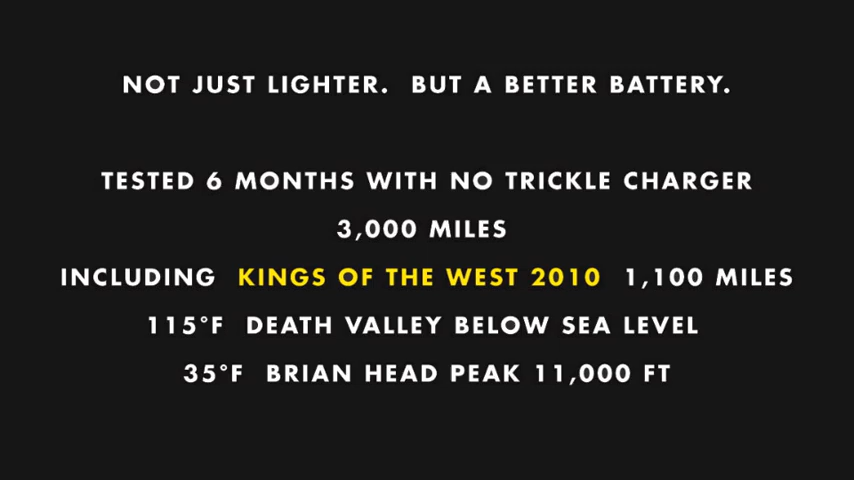 NOT JUST LIGHTER. BUT A BETTER BATTERY.
TESTED 6 MONTHS WITH NO TRICKLE CHARGER
3,000 MILES
INCLUDING KINGS OF THE WEST 2010 1,100 MILES
115°F DEATH VALLEY BELOW SEA LEVEL
35°F BRIAN HEAD PEAK 11,000 FT